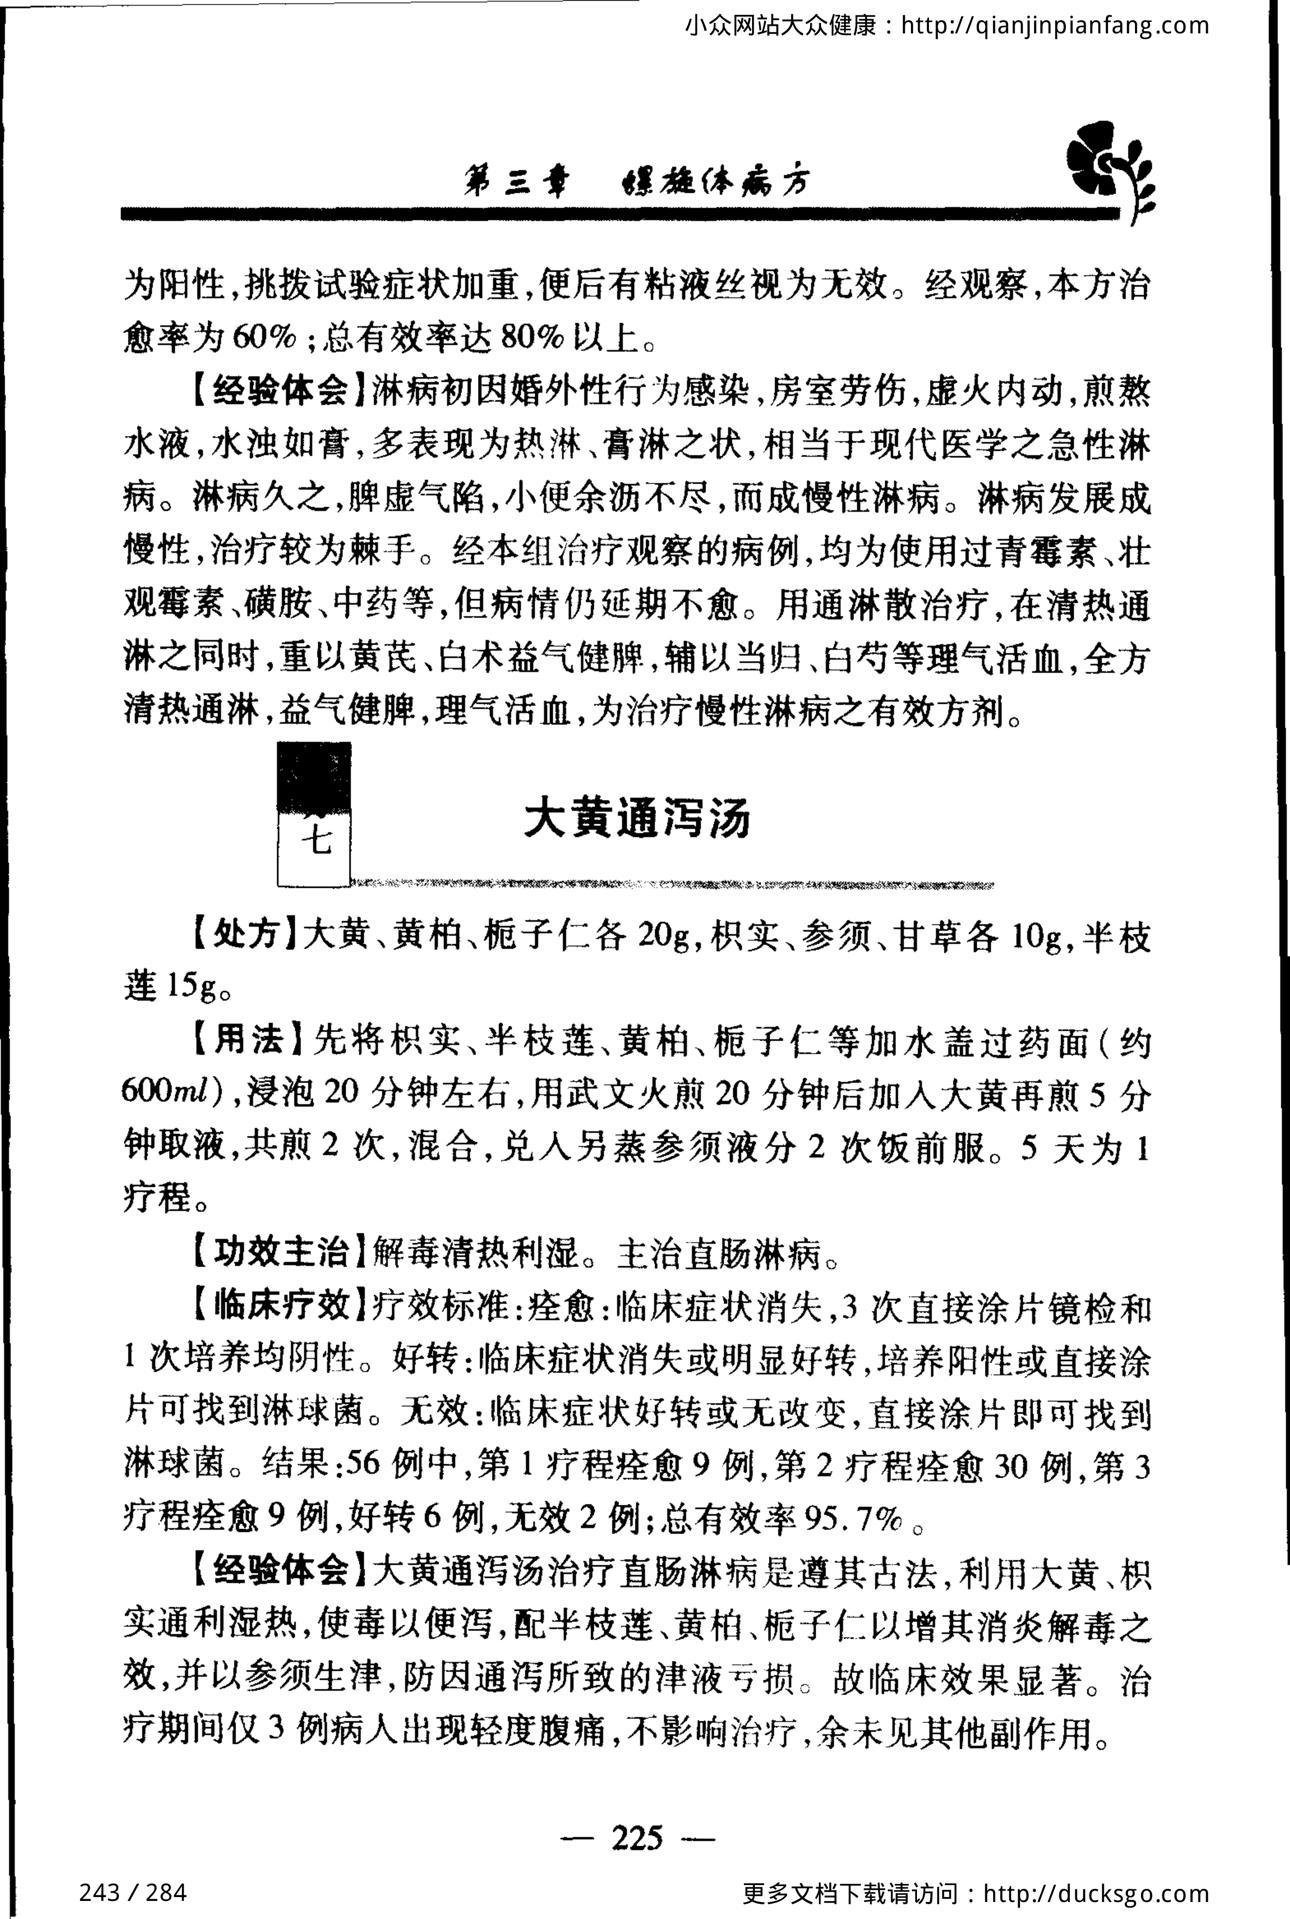 小众网站大众健康：http://qianjinpianfang.com
第三章 螺旋体病方
为阳性,挑拨试验症状加重,便后有粘液丝视为无效。经观察,本方治
愈率为60%;总有效率达80%以上。
【经验体会】淋病初因婚外性行为感染,房室劳伤,虚火内动,煎熬
水液,水浊如膏,多表现为热淋、膏淋之状,相当于现代医学之急性淋
病。淋病久之,脾虚气陷,小便余沥不尽,而成慢性淋病。淋病发展成
慢性,治疗较为棘手。经本组治疗观察的病例,均为使用过青霉素、壮
观霉素、磺胺、中药等,但病情仍延期不愈。用通淋散治疗,在清热通
淋之同时,重以黄芪、白术益气健脾,辅以当归、白芍等理气活血,全方
清热通淋,益气健脾,理气活血,为治疗慢性淋病之有效方剂。
七
大黄通泻汤
【处方】大黄、黄柏、栀子仁各 20g,枳实、参须、甘草各 10g,半枝
莲15g。
【用法】先将枳实、半枝莲、黄柏、栀子仁等加水盖过药面(约
600ml),浸泡20 分钟左右,用武文火煎20 分钟后加入大黄再煎5 分
钟取液,共煎2 次,混合,兑入另蒸参须液分 2 次饭前服。5 天为 1
疗程。
【功效主治】解毒清热利湿。主治直肠淋病。
【临床疗效】疗效标准:痊愈:临床症状消失,3 次直接涂片镜检和
1 次培养均阴性。好转:临床症状消失或明显好转,培养阳性或直接涂
片可找到淋球菌。无效:临床症状好转或无改变,直接涂片即可找到
淋球菌。结果:56 例中,第1 疗程痊愈9 例,第2 疗程痊愈30 例,第3
疗程痊愈9 例,好转6 例,无效2 例;总有效率95.7%。
【经验体会】大黄通泻汤治疗直肠淋病是遵其古法,利用大黄、枳
实通利湿热,使毒以便泻,配半枝莲、黄柏、栀子仁以增其消炎解毒之
效,并以参须生津,防因通泻所致的津液亏损。故临床效果显著。治
疗期间仅3 例病人出现轻度腹痛,不影响治疗,余未见其他副作用。
— 225 —
243 / 284
更多文档下载请访问：http://ducksgo.com